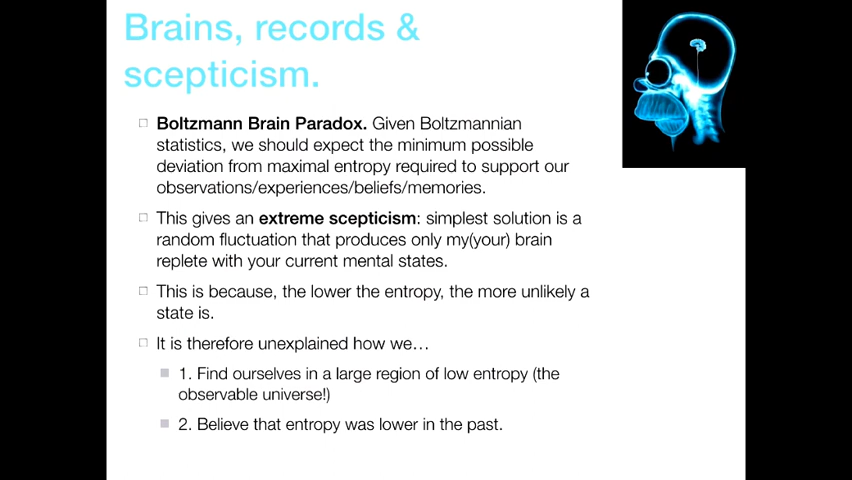 Brains, records &
scepticism.
Boltzmann Brain Paradox. Given Boltzmannian
statistics, we should expect the minimum possible
deviation from maximal entropy required to support our
observations/experiences/beliefs/memories.
This gives an extreme scepticism: simplest solution is a
random fluctuation that produces only my(your) brain
replete with your current mental states.
This is because, the lower the entropy, the more unlikely a
state is.
It is therefore unexplained how we…
1. Find ourselves in a large region of low entropy (the
observable universe!)
2. Believe that entropy was lower in the past.